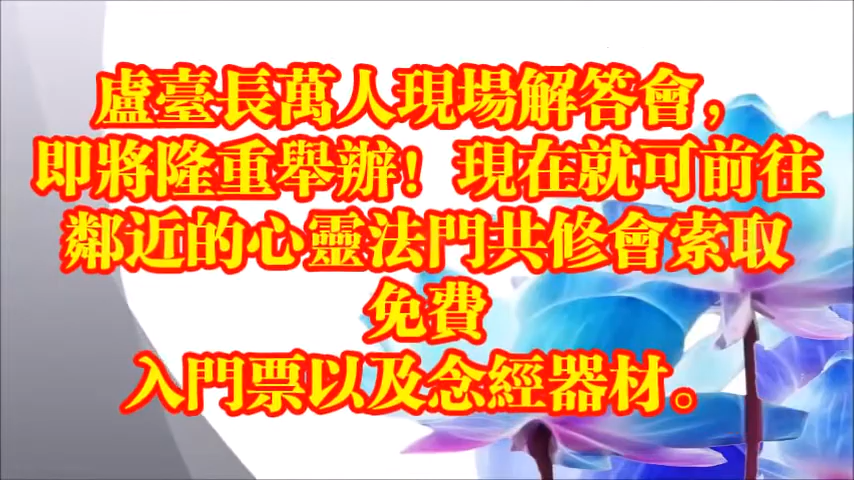 盧臺長萬人現場解答會，
即將隆重舉辦！現在就可前往
鄰近的心靈法門共修會索取
免費
入門票以及念經器材。